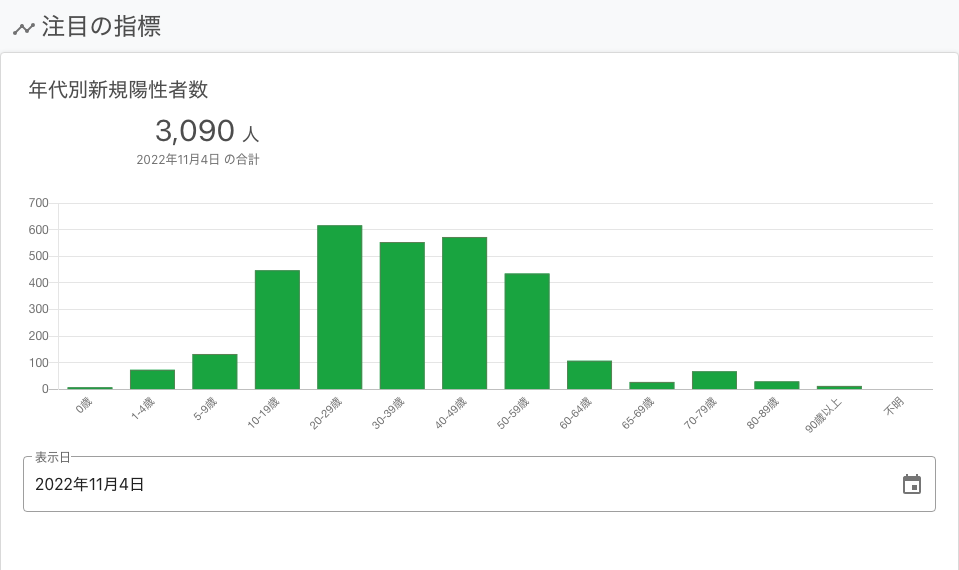 注目の指標
年代別新規陽性者数
3,090 人
2022年11月4日 の合計
700
600
500
400
300
200
100
0
0歳
1-4歳
5-9歳
10-19歳
20-29歳
30-39歳
40-49歳
50-59歳
60-64歳
65-69歳
70-79歳
80-89歳
90歳以上
不明
表示日
2022年11月4日